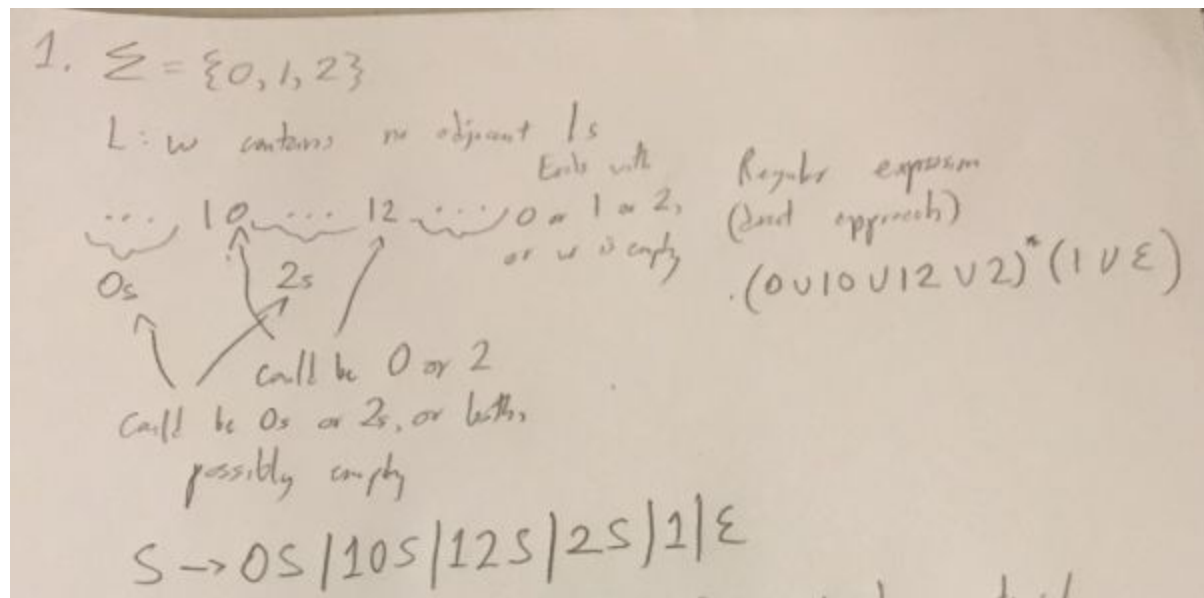 1. Σ = {0, 1, 2}
L: w contains no adjacent 1s
Ends with
... 10 ... 12 ... 0 or 1 or 2,
or w is empty
0s 2s
could be 0 or 2
could be 0s or 2s, or both,
possibly empty
Regular expression
(direct approach)
(0 ∪ 10 ∪ 12 ∪ 2)* (1 ∪ ε)
S → 0S | 10S | 12S | 2S | 1 | ε